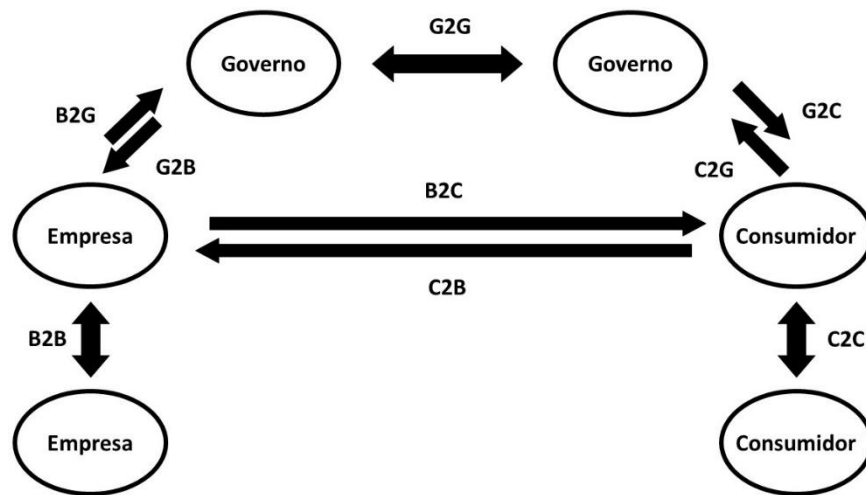 G2G
Governo
Governo
B2G
G2C
G2B
C2G
B2C
Empresa
Consumidor
C2B
B2B
C2C
Empresa
Consumidor